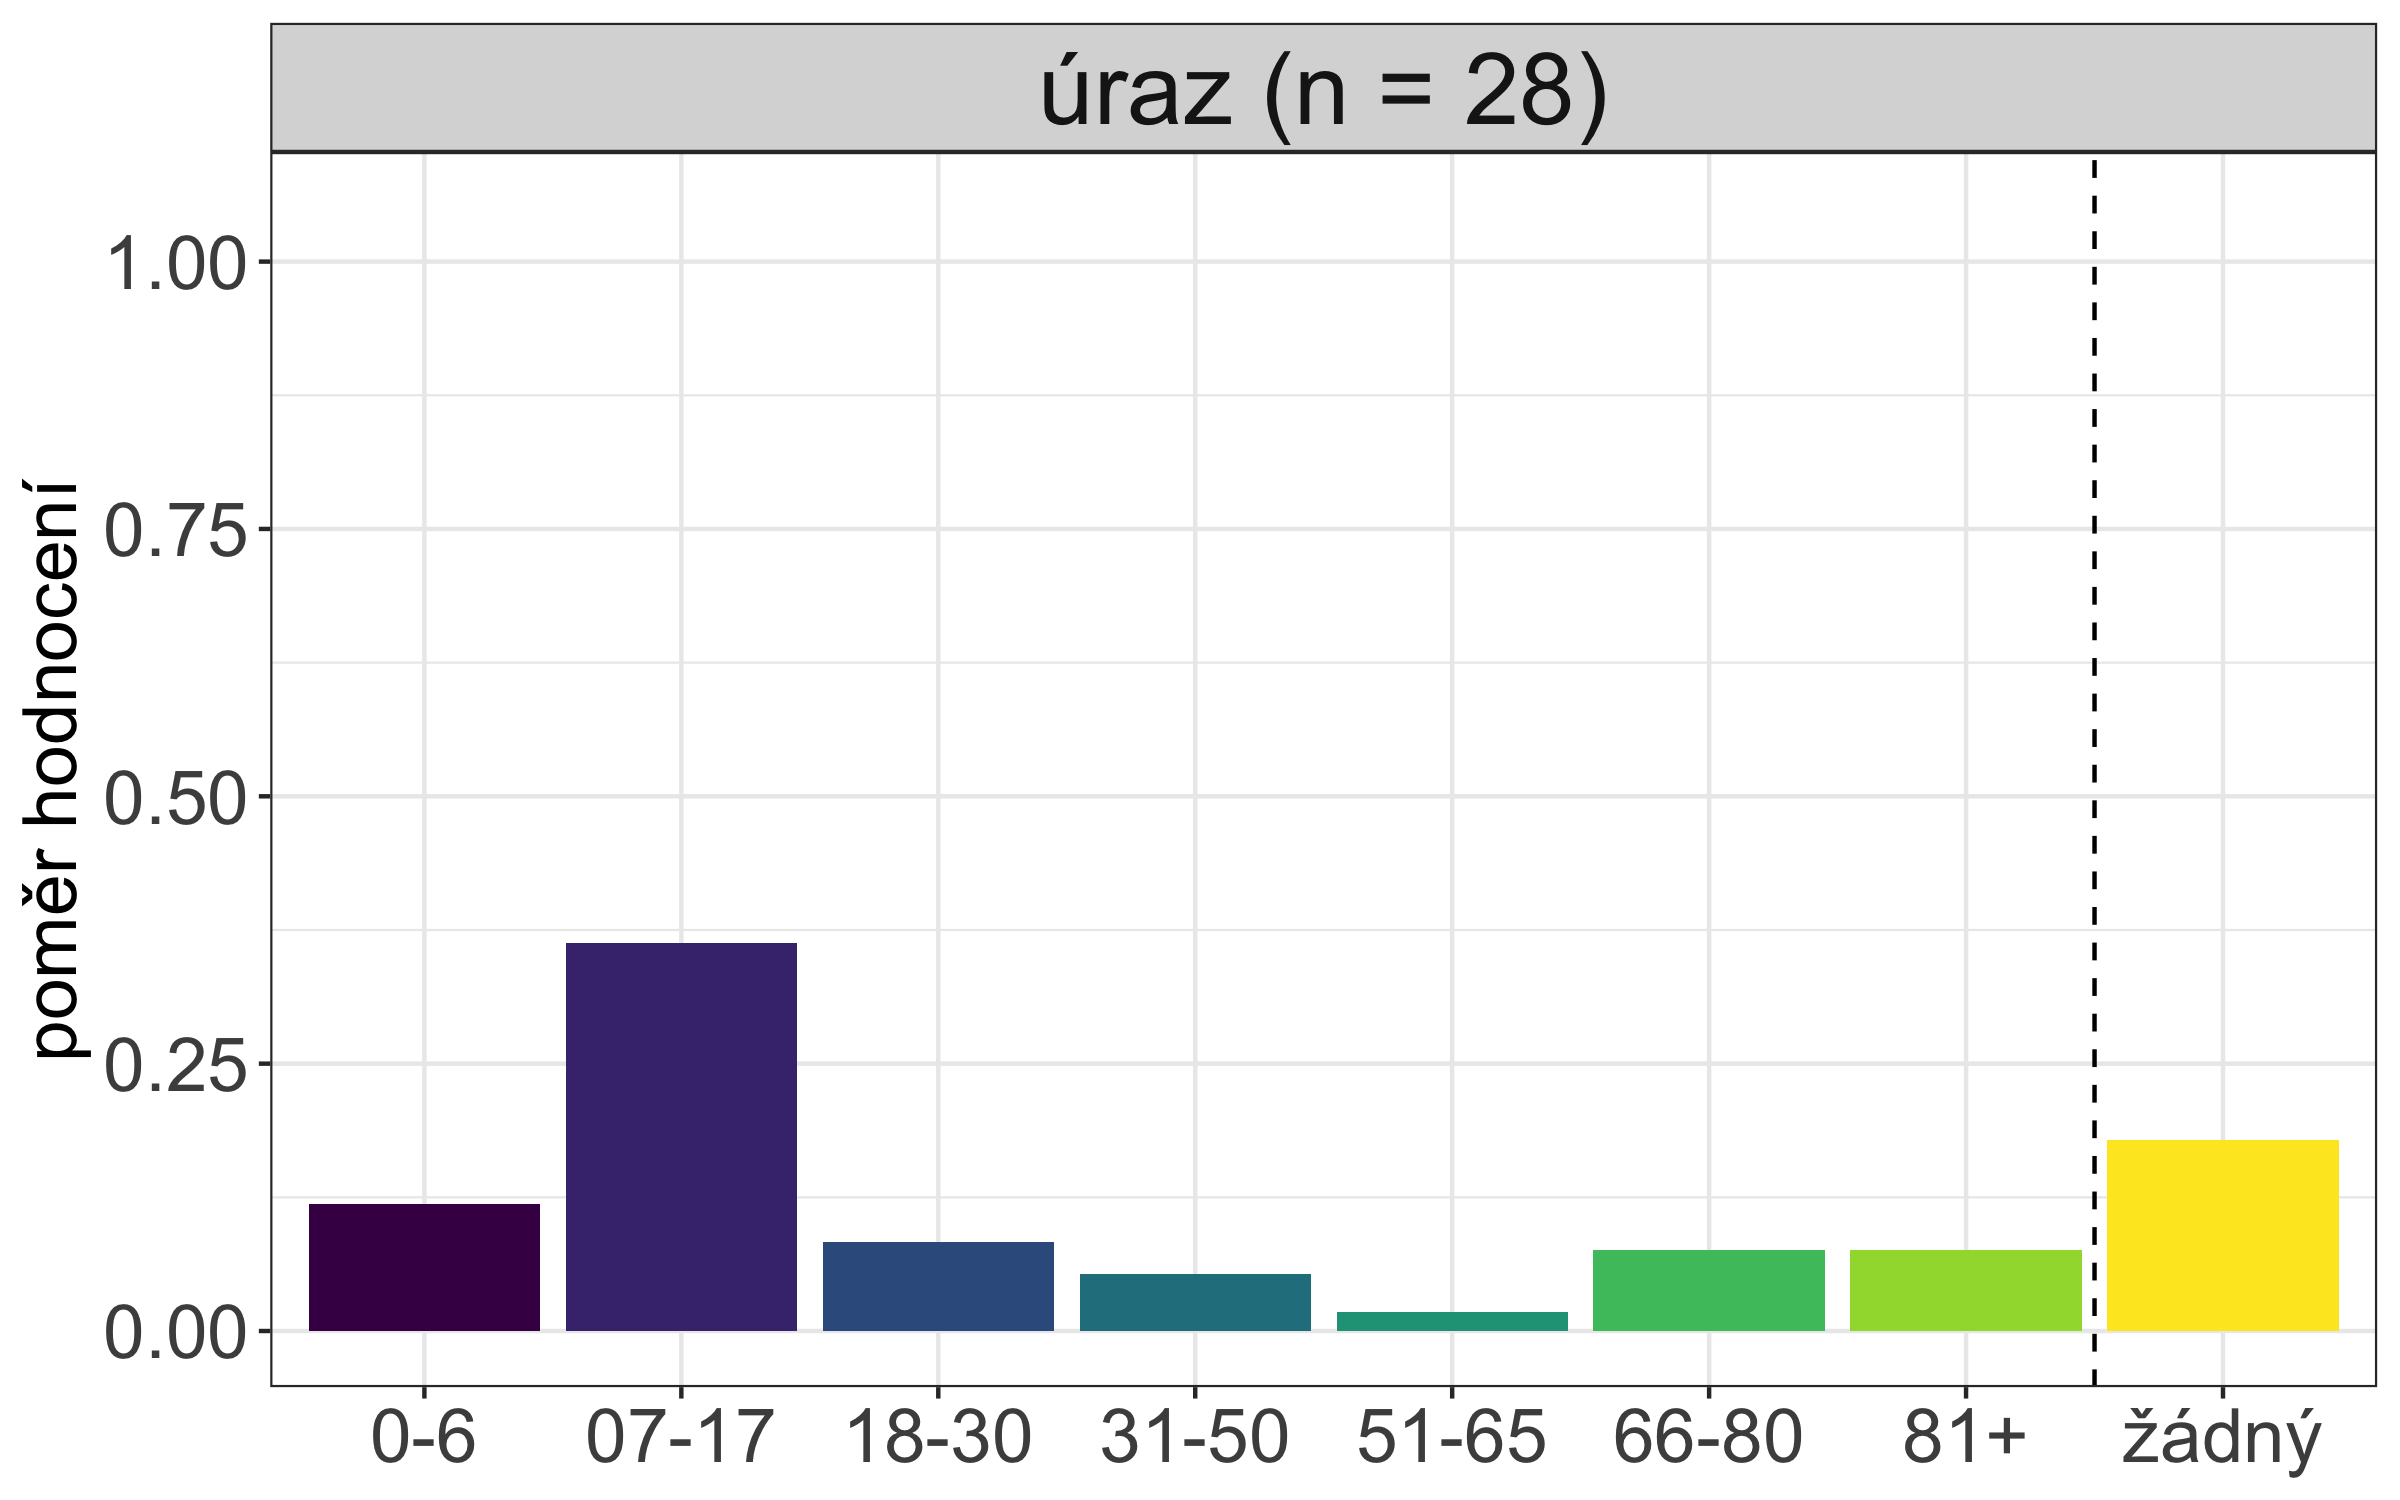 úraz (n = 28)
poměr hodnocení
1.00
0.75
0.50
0.25
0.00
0-6 07-17 18-30 31-50 51-65 66-80 81+ žádný